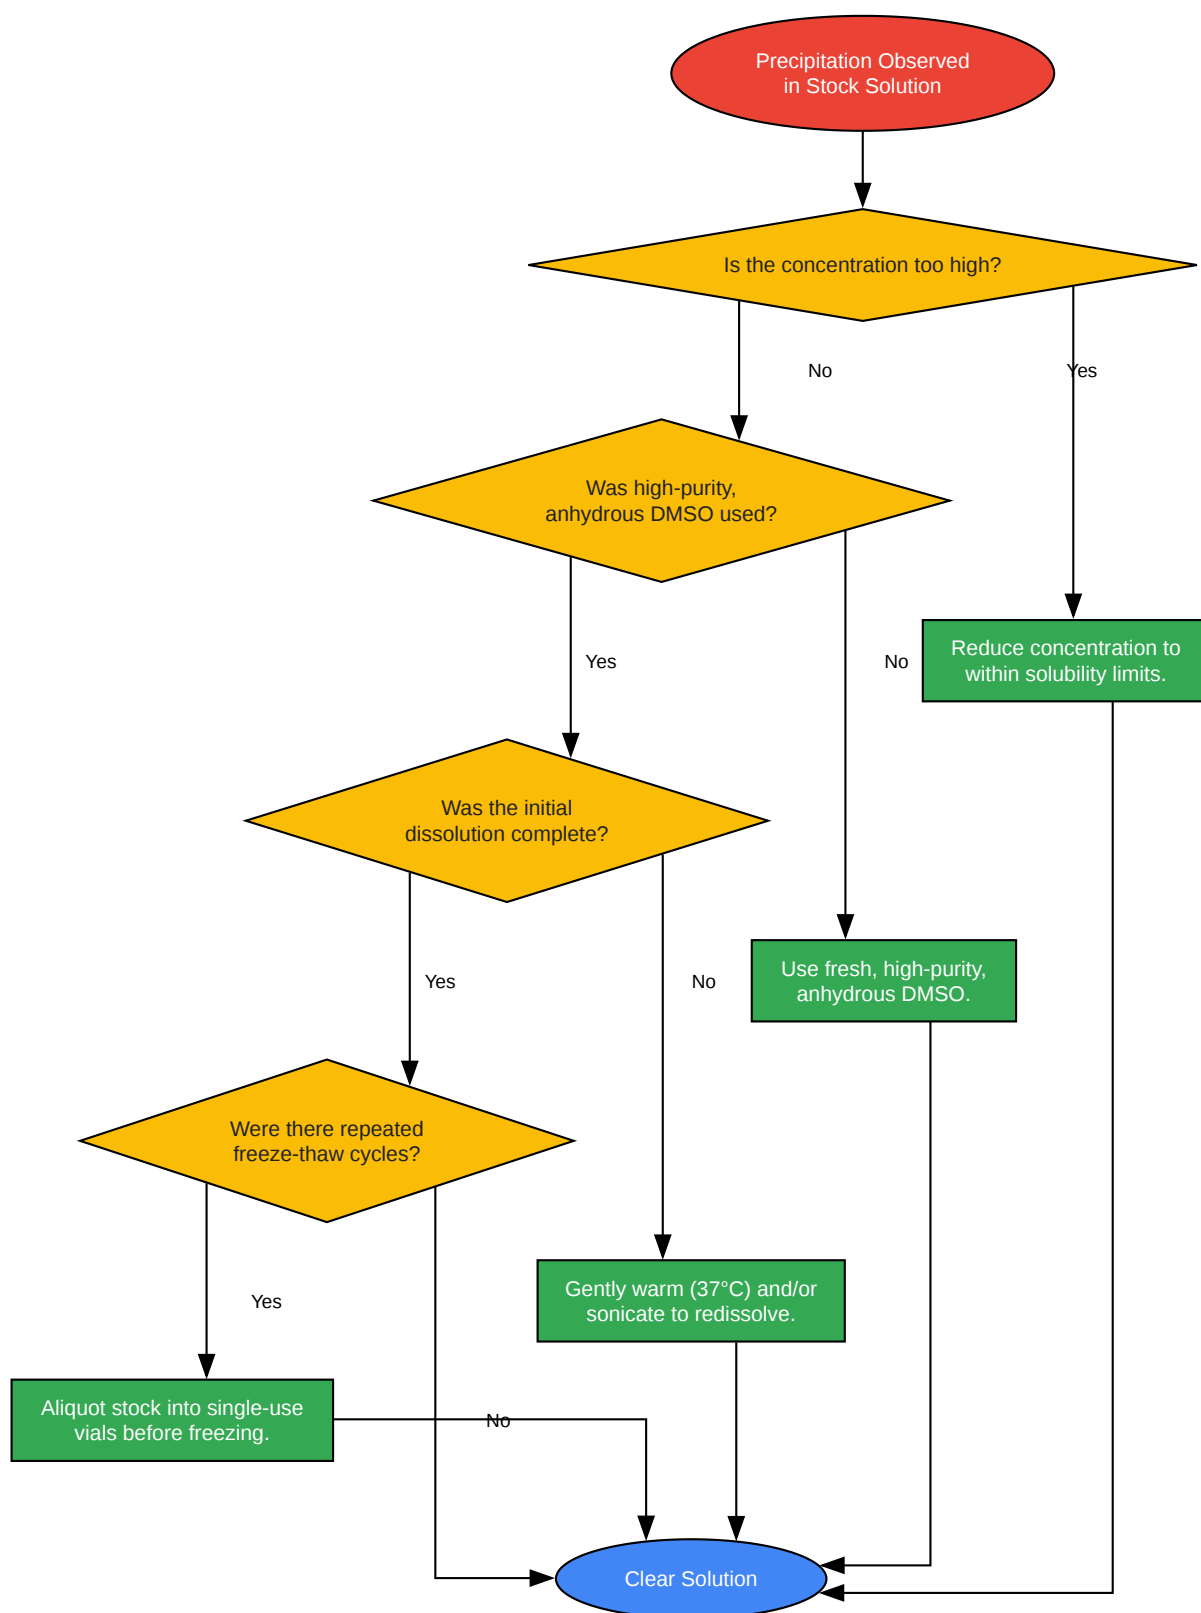 Precipitation Observed
in Stock Solution
Is the concentration too high?
No
Yes
Was high-purity,
anhydrous DMSO used?
Yes
No
Reduce concentration to
within solubility limits.
Was the initial
dissolution complete?
Yes
No
Use fresh, high-purity,
anhydrous DMSO.
Were there repeated
freeze-thaw cycles?
Yes
Gently warm (37°C) and/or
sonicate to redissolve.
Aliquot stock into single-use
vials before freezing.
No
Clear Solution